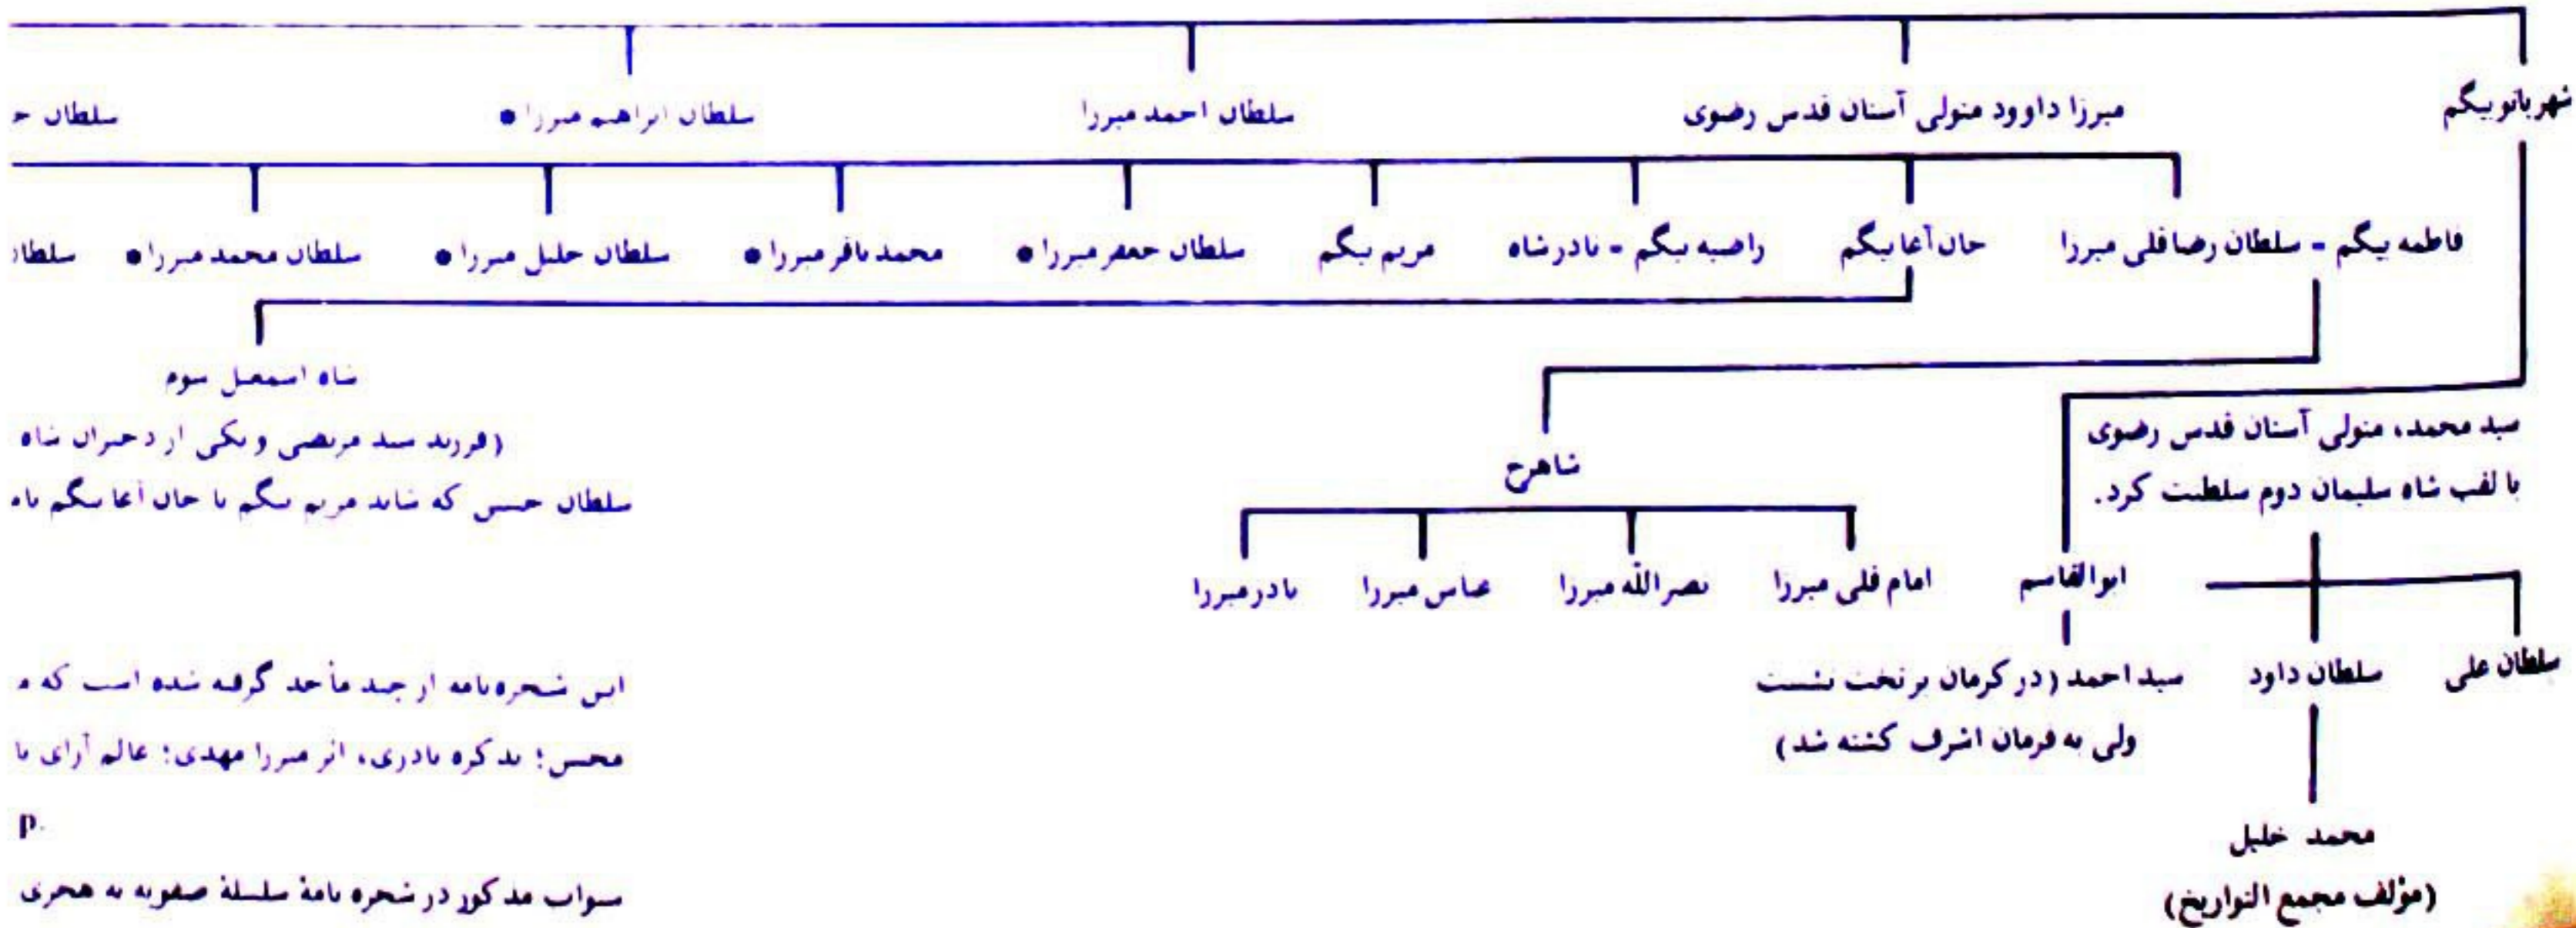 شهربانو بیگم
میرزا داوود متولی آستان قدس رضوی
سلطان احمد میرزا
سلطان ابراهیم میرزا ●
سلطان ح
فاطمه بیگم = سلطان رضاقلی میرزا
خان آغا بیگم
راضیه بیگم = نادرشاه
مریم بیگم
سلطان جعفر میرزا ●
محمد باقر میرزا ●
سلطان خلیل میرزا ●
سلطان محمد میرزا ●
سلطان
شاه اسمعیل سوم
(فرزند سید مرتضی و یکی از دختران شاه
سلطان حسین که شاید مریم بیگم یا خان آغا بیگم با
سید محمد، متولی آستان قدس رضوی
با لقب شاه سلیمان دوم سلطنت کرد.
شاهرخ
ابوالقاسم
امام قلی میرزا
نصرالله میرزا
عباس میرزا
نادر میرزا
سلطان علی
سلطان داود
سید احمد (در کرمان بر تخت نشست
ولی به فرمان اشرف کشته شد)
محمد خلیل
(مؤلف مجمع التواریخ)
این شجره نامه از چند مأخذ گرفته شده است که م
محسن؛ تذکره نادری، اثر میرزا مهدی؛ عالم آرای نا
p.
سنوات مذکور در شجره نامهٔ سلسلهٔ صفویه به هجری